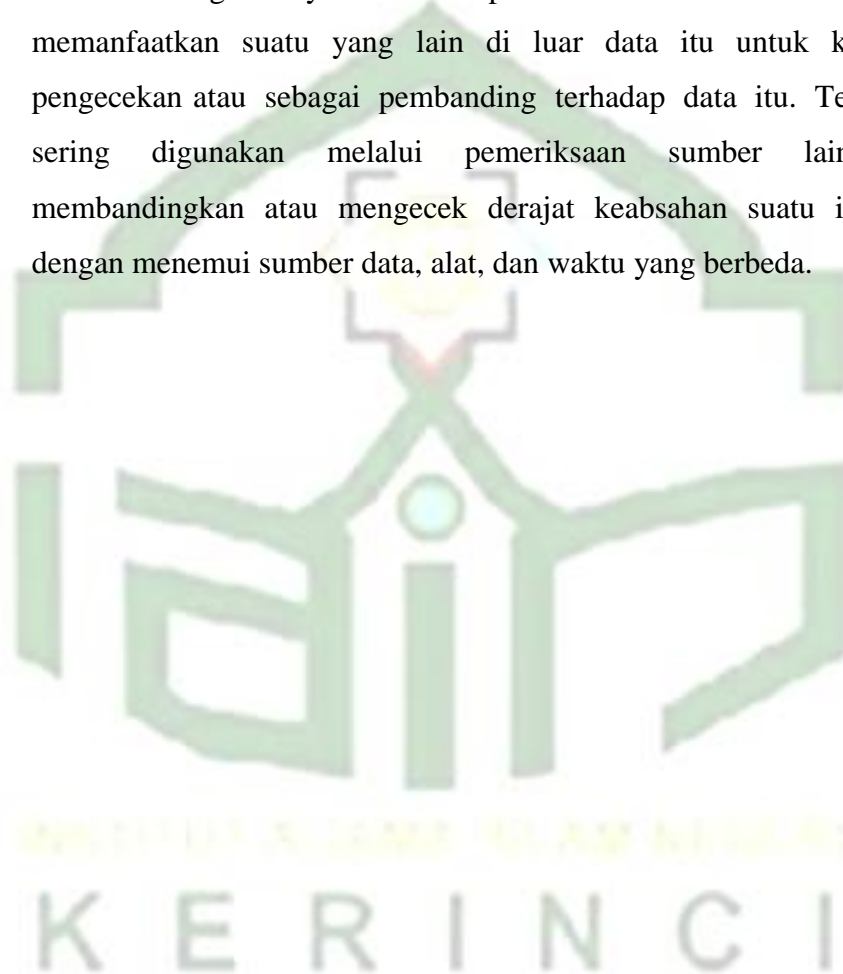 memanfaatkan suatu yang lain di luar data itu untuk k
pengecekan atau sebagai pembanding terhadap data itu. Te
sering digunakan melalui pemeriksaan sumber lain
membandingkan atau mengecek derajat keabsahan suatu i
dengan menemui sumber data, alat, dan waktu yang berbeda.
iain
KERINCI